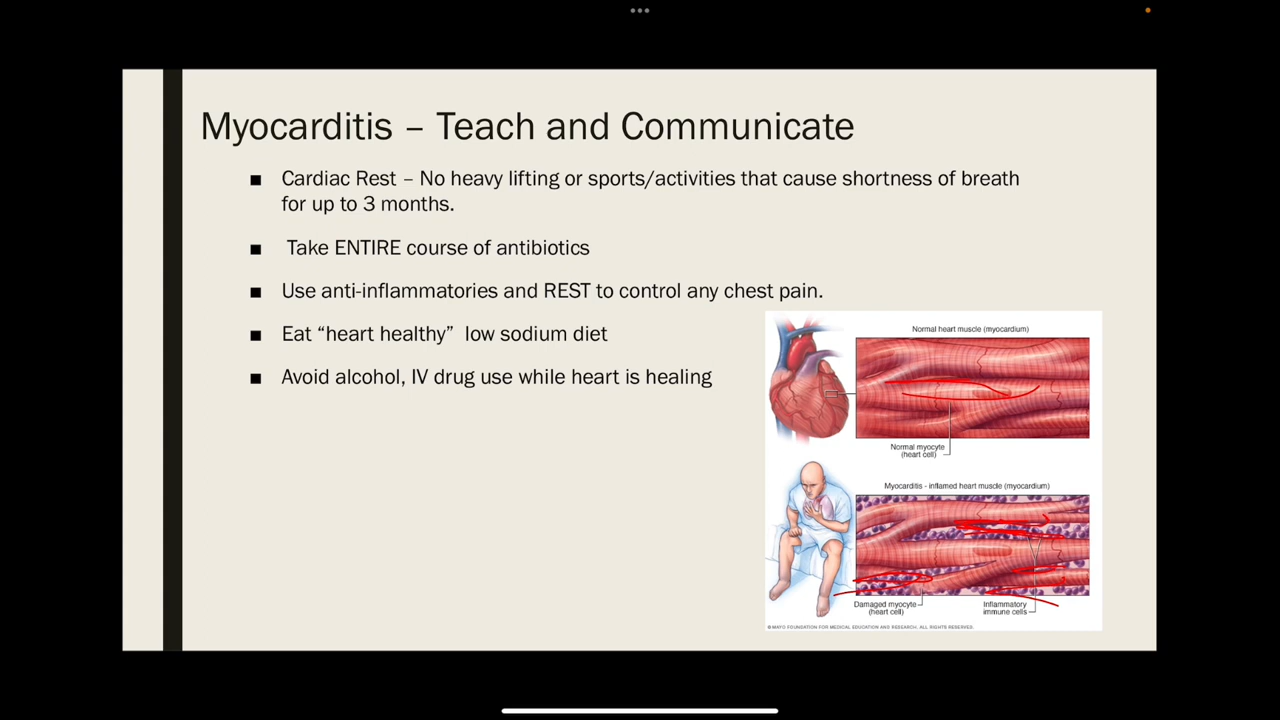 Myocarditis – Teach and Communicate
■ Cardiac Rest – No heavy lifting or sports/activities that cause shortness of breath
for up to 3 months.
■ Take ENTIRE course of antibiotics
■ Use anti-inflammatories and REST to control any chest pain.
■ Eat “heart healthy”  low sodium diet
■ Avoid alcohol, IV drug use while heart is healing
Normal heart muscle (myocardium)
Normal myocyte
(heart cell)
Myocarditis - inflamed heart muscle (myocardium)
Damaged myocyte
(heart cell)
Inflammatory
immune cells
© MAYO FOUNDATION FOR MEDICAL EDUCATION AND RESEARCH. ALL RIGHTS RESERVED.